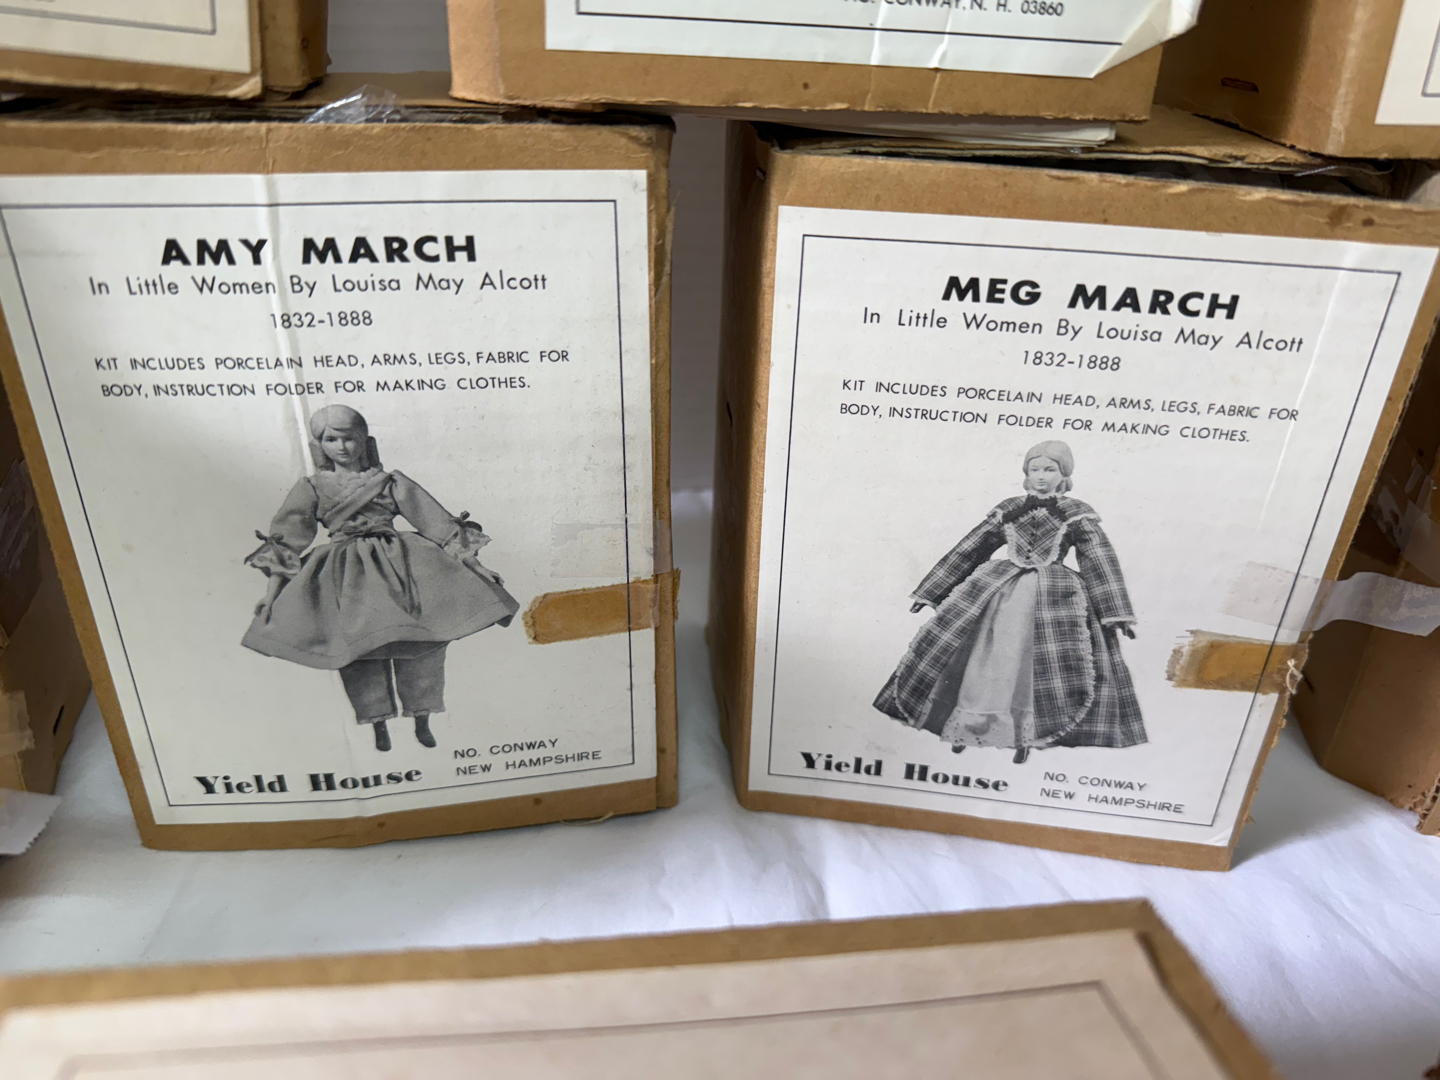 CONWAY, N. H. 03860
AMY MARCH
In Little Women By Louisa May Alcott
1832-1888
KIT INCLUDES PORCELAIN HEAD, ARMS, LEGS, FABRIC FOR
BODY, INSTRUCTION FOLDER FOR MAKING CLOTHES.
Yield House
NO. CONWAY
NEW HAMPSHIRE
MEG MARCH
In Little Women By Louisa May Alcott
1832-1888
KIT INCLUDES PORCELAIN HEAD, ARMS, LEGS, FABRIC FOR
BODY, INSTRUCTION FOLDER FOR MAKING CLOTHES.
Yield House
NO. CONWAY
NEW HAMPSHIRE